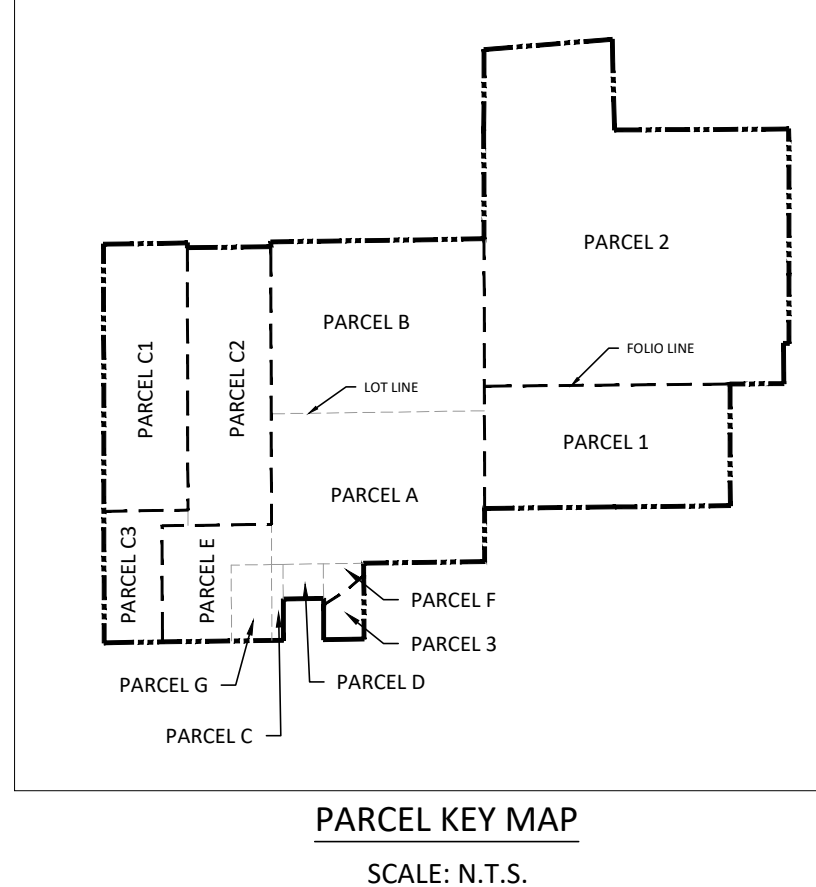 PARCEL 2
PARCEL B
FOLIO LINE
PARCEL C1
PARCEL C2
LOT LINE
PARCEL 1
PARCEL A
PARCEL C3
PARCEL E
PARCEL F
PARCEL 3
PARCEL G
PARCEL D
PARCEL C
PARCEL KEY MAP
SCALE: N.T.S.